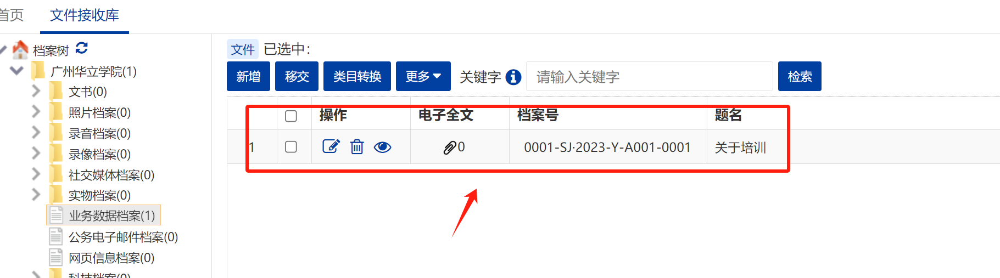 首页 文件接收库
档案树
广州华立学院(1)
文书(0)
照片档案(0)
录音档案(0)
录像档案(0)
社交媒体档案(0)
实物档案(0)
业务数据档案(1)
公务电子邮件档案(0)
网页信息档案(0)
科技档案(0)
文件 已选中：
新增 移交 类目转换 更多 关键字 请输入关键字 检索
操作 电子全文 档案号 题名
1 0 0001-SJ·2023-Y-A001-0001 关于培训